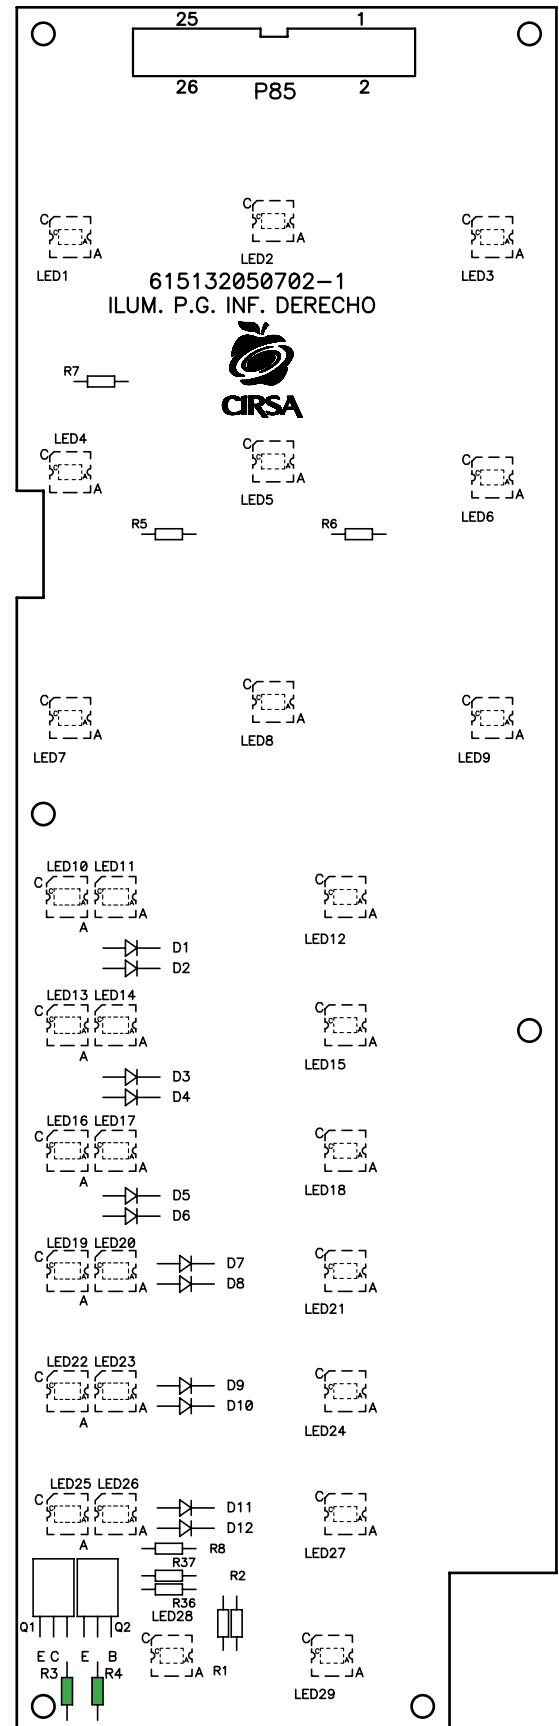 25 1
26 P85 2
C C C
C C C
A A A
A A A
LED1 LED2 LED3
615132050702-1
ILUM. P.G. INF. DERECHO
R7
CIRSA
LED4
C C C
C C C
A A A
A A A
LED5 LED6
R5 R6
C C C
C C C
A A A
A A A
LED7 LED8 LED9
LED10 LED11
C C
C C C
A A A
A A A
LED12
D1
D2
LED13 LED14
C C
C C C
A A A
A A A
LED15
D3
D4
LED16 LED17
C C
C C C
A A A
A A A
LED18
D5
D6
LED19 LED20
C C
C C C
A A A
A A A
D7
D8
LED21
LED22 LED23
C C
C C C
A A A
A A A
D9
D10
LED24
LED25 LED26
C C
C C C
A A A
A A A
D11
D12
LED27
R8
R37
R2
R36
LED28
Q1 Q2
C C
C C
A A
A A
E C E B
R3 R4
R1
LED29